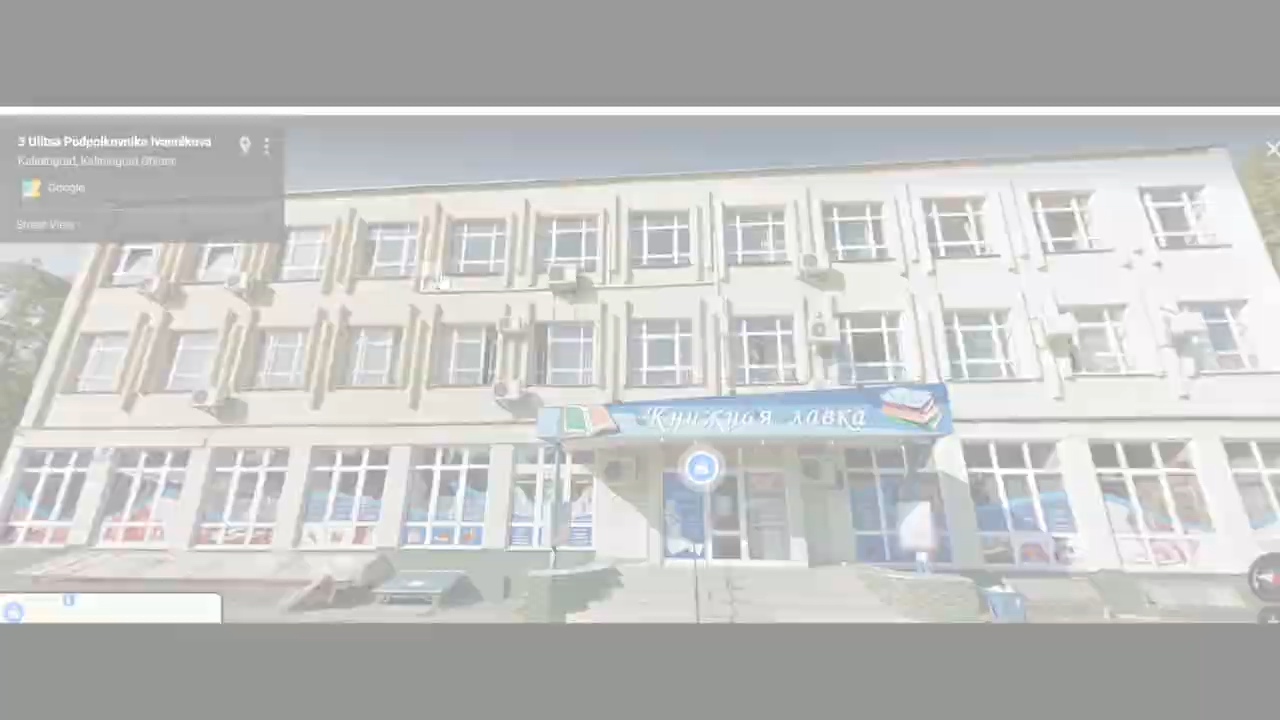 3 Ulitsa Podpolkovnika Ivannikova
Kaliningrad, Kaliningrad Oblast
Google
Street View
Книжная лавка